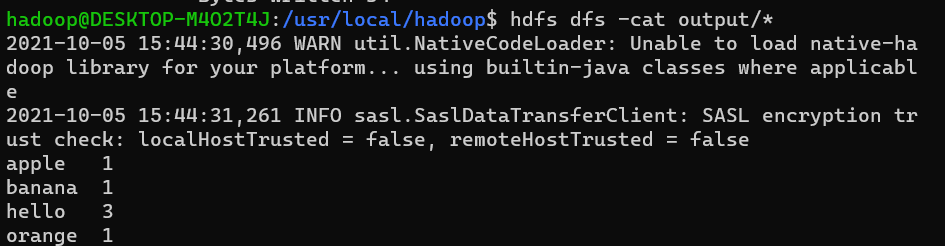 hadoop@DESKTOP-M4O2T4J:/usr/local/hadoop$ hdfs dfs -cat output/*
2021-10-05 15:44:30,496 WARN util.NativeCodeLoader: Unable to load native-ha
doop library for your platform... using builtin-java classes where applicabl
e
2021-10-05 15:44:31,261 INFO sasl.SaslDataTransferClient: SASL encryption tr
ust check: localHostTrusted = false, remoteHostTrusted = false
apple   1
banana  1
hello   3
orange  1